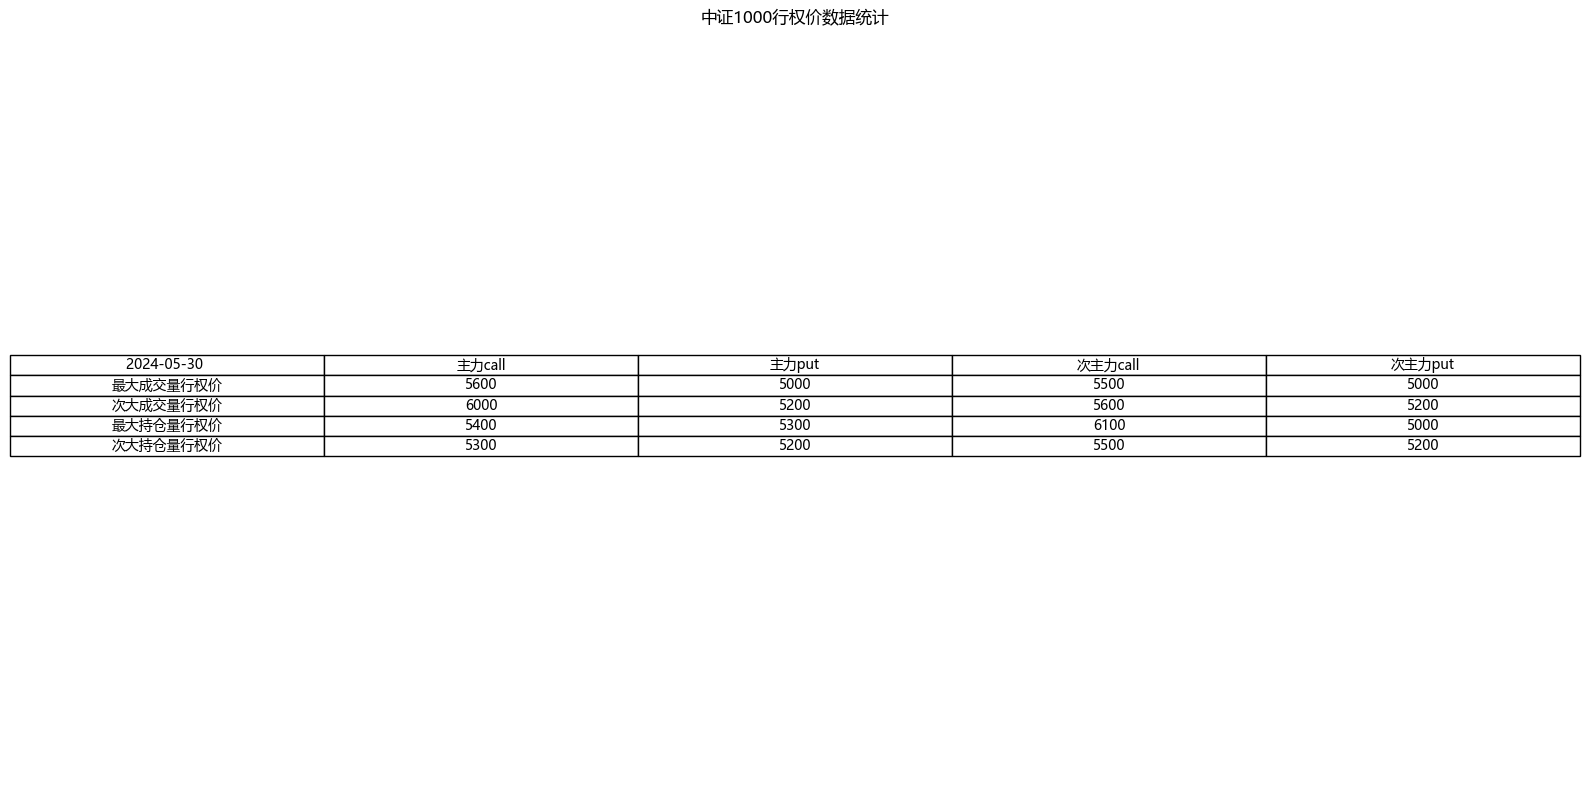 中证1000行权价数据统计
2024-05-30 主力call 主力put 次主力call 次主力put
最大成交量行权价 5600 5000 5500 5000
次大成交量行权价 6000 5200 5600 5200
最大持仓量行权价 5400 5300 6100 5000
次大持仓量行权价 5300 5200 5500 5200